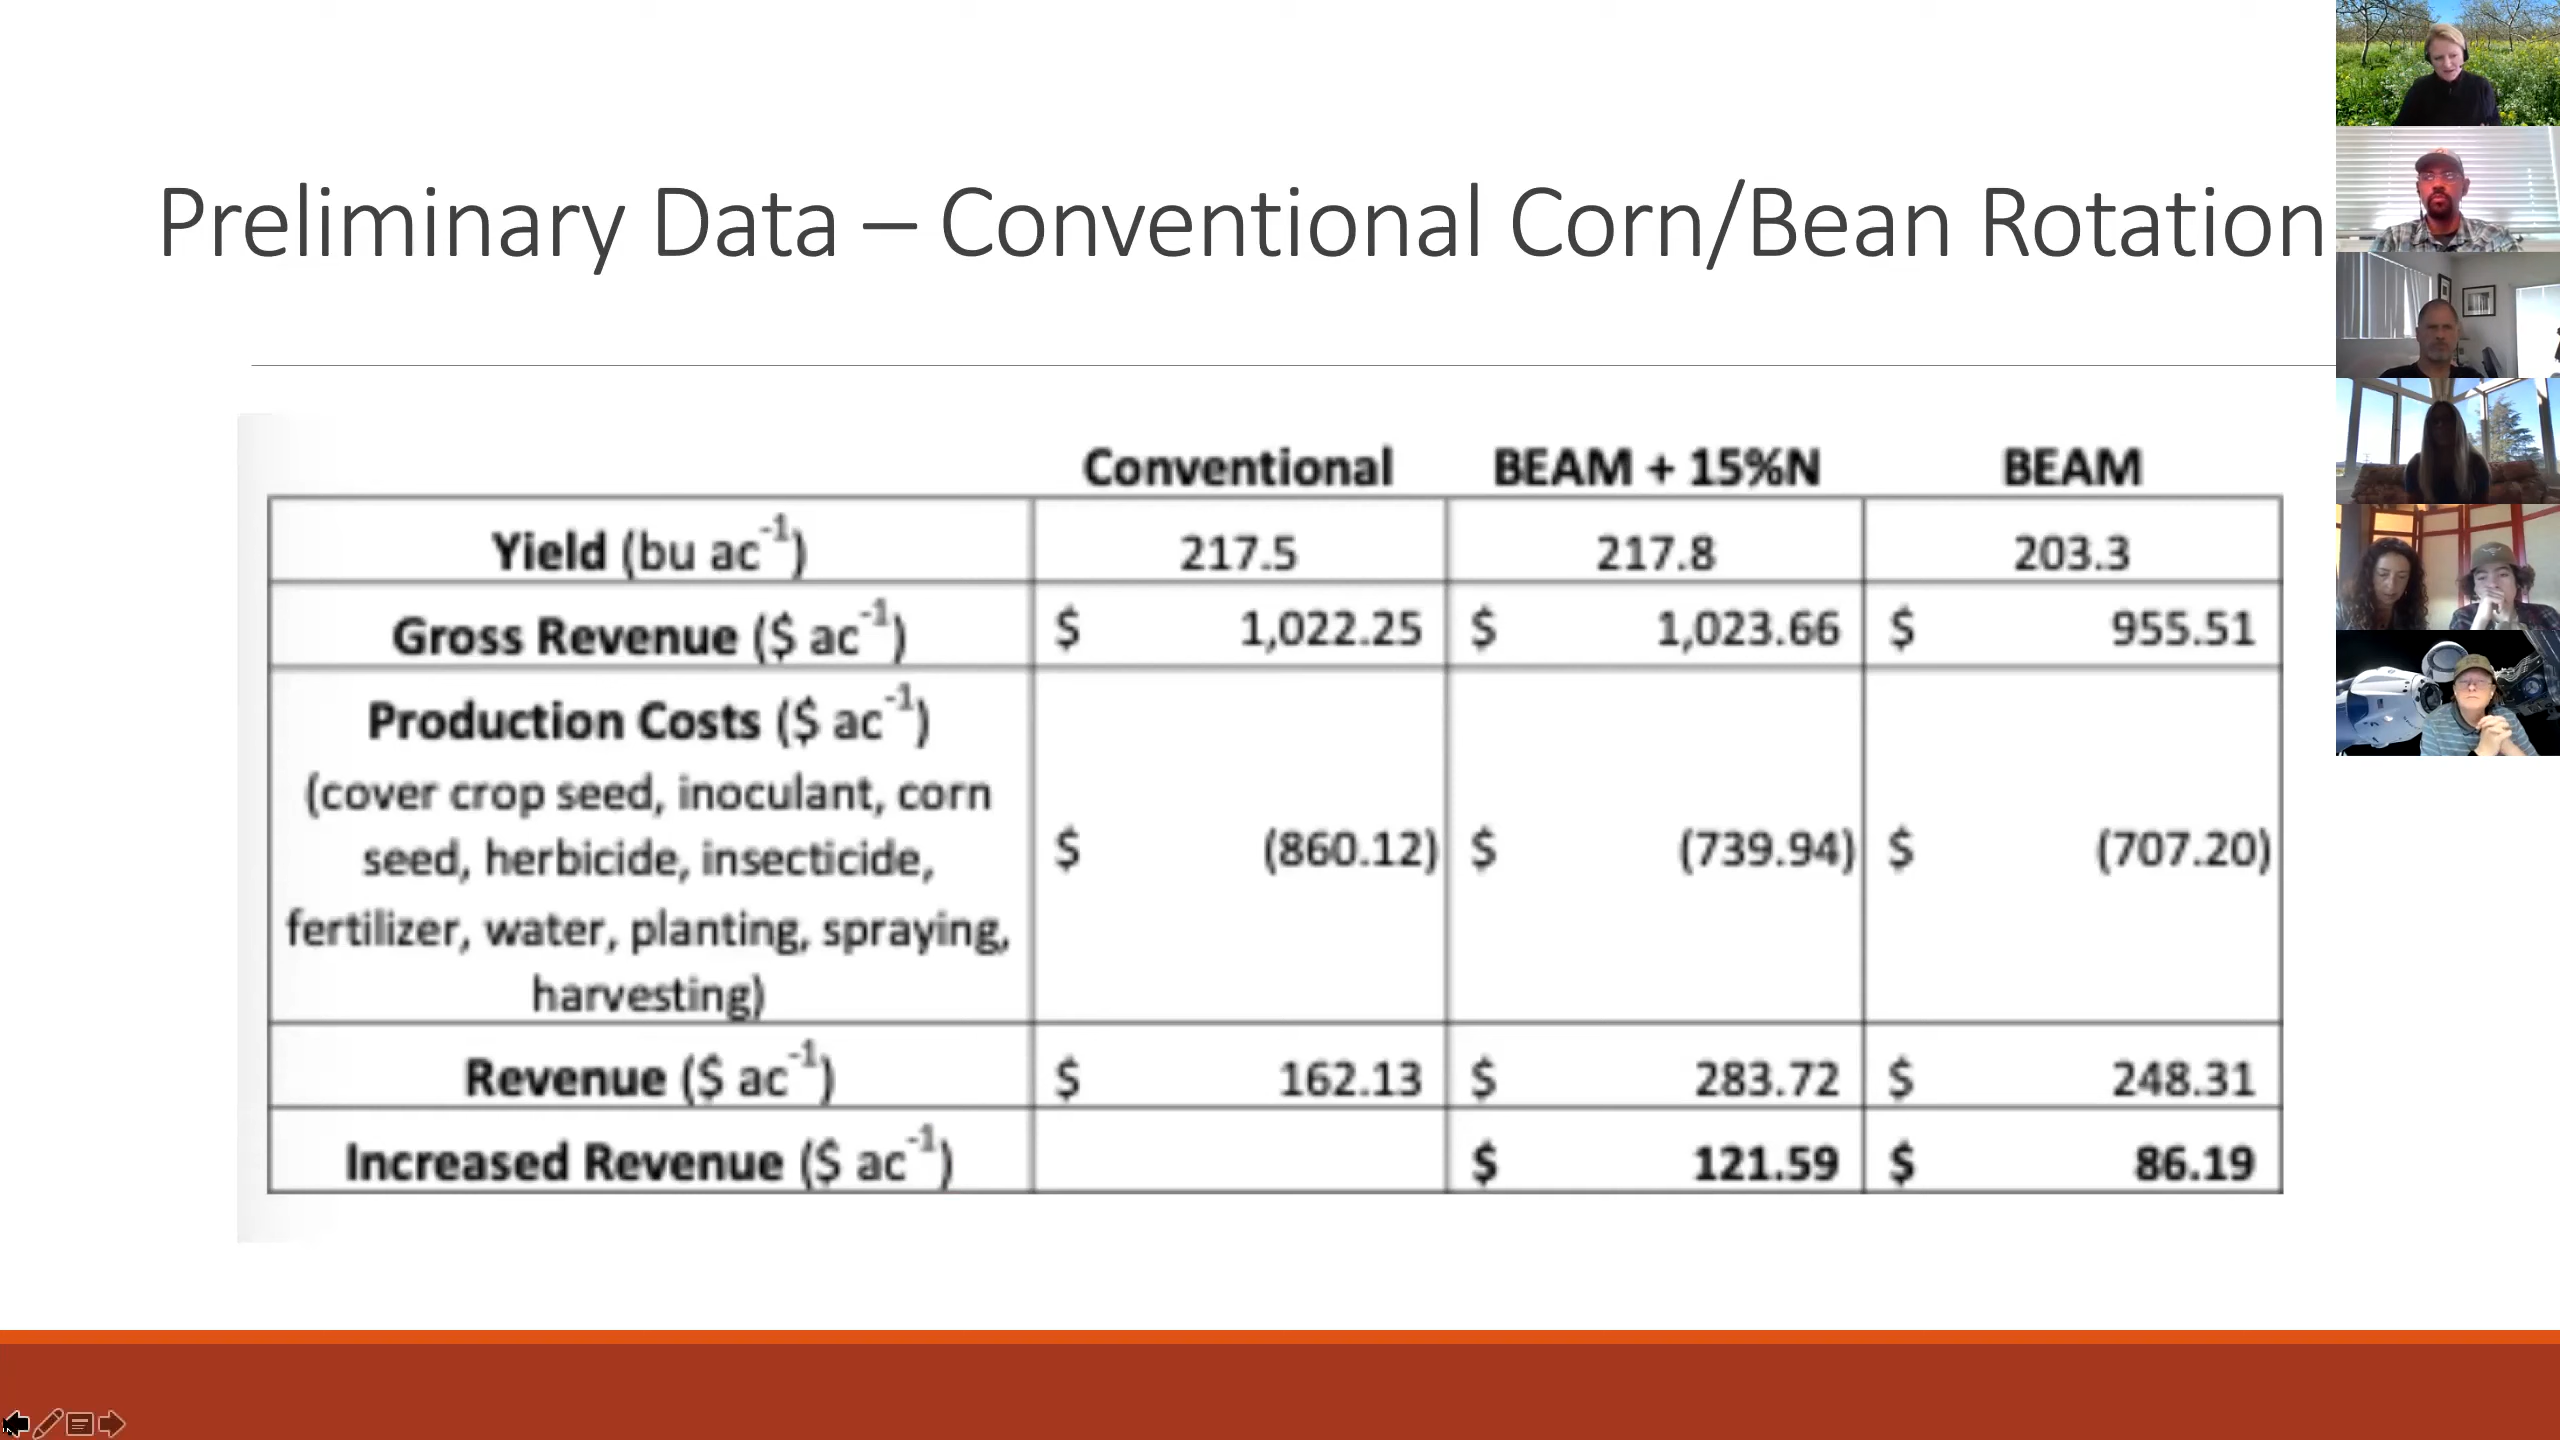 Preliminary Data – Conventional Corn/Bean Rotation
Conventional BEAM + 15%N BEAM
Yield (bu ac-1) 217.5 217.8 203.3
Gross Revenue ($ ac-1) $ 1,022.25 $ 1,023.66 $ 955.51
Production Costs ($ ac-1)
(cover crop seed, inoculant, corn
seed, herbicide, insecticide, $ (860.12) $ (739.94) $ (707.20)
fertilizer, water, planting, spraying,
harvesting)
Revenue ($ ac-1) $ 162.13 $ 283.72 $ 248.31
Increased Revenue ($ ac-1) $ 121.59 $ 86.19